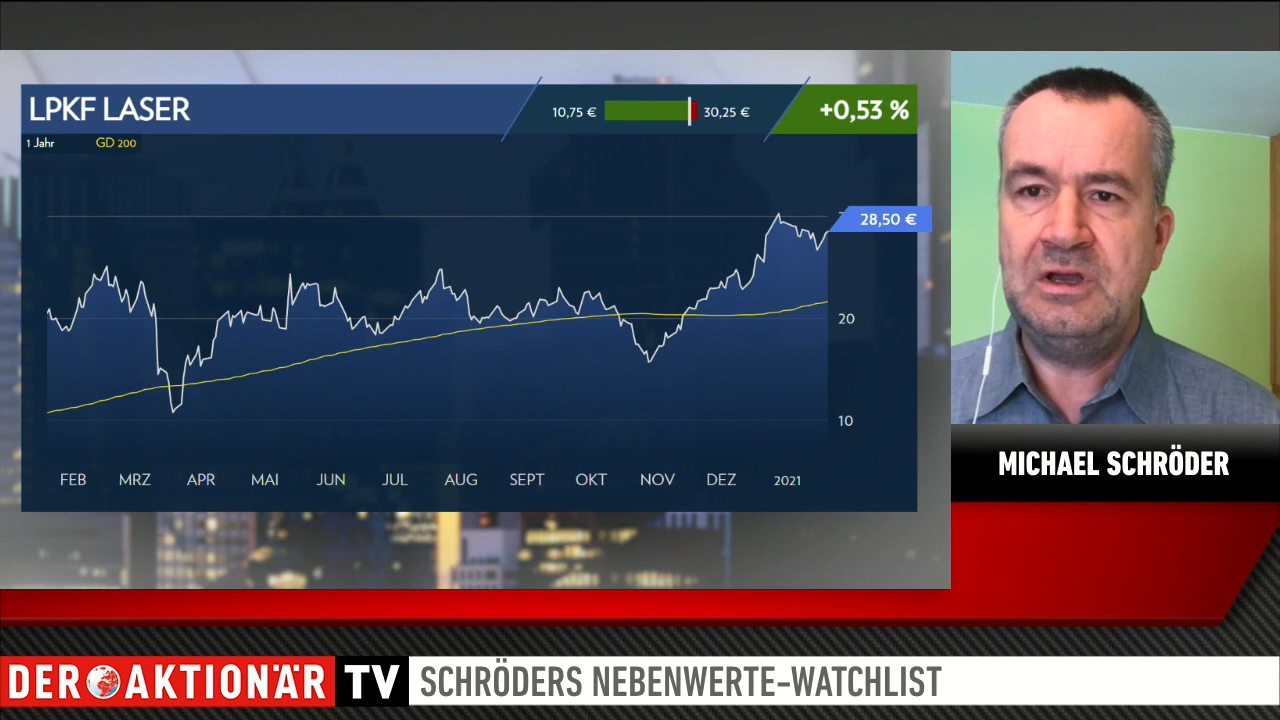 LPKF LASER
10,75 €
30,25 €
+0,53 %
1 Jahr
GD 200
28,50 €
20
10
FEB MRZ APR MAI JUN JUL AUG SEPT OKT NOV DEZ 2021
MICHAEL SCHRÖDER
DER AKTIONÄR TV
SCHRÖDERS NEBENWERTE-WATCHLIST